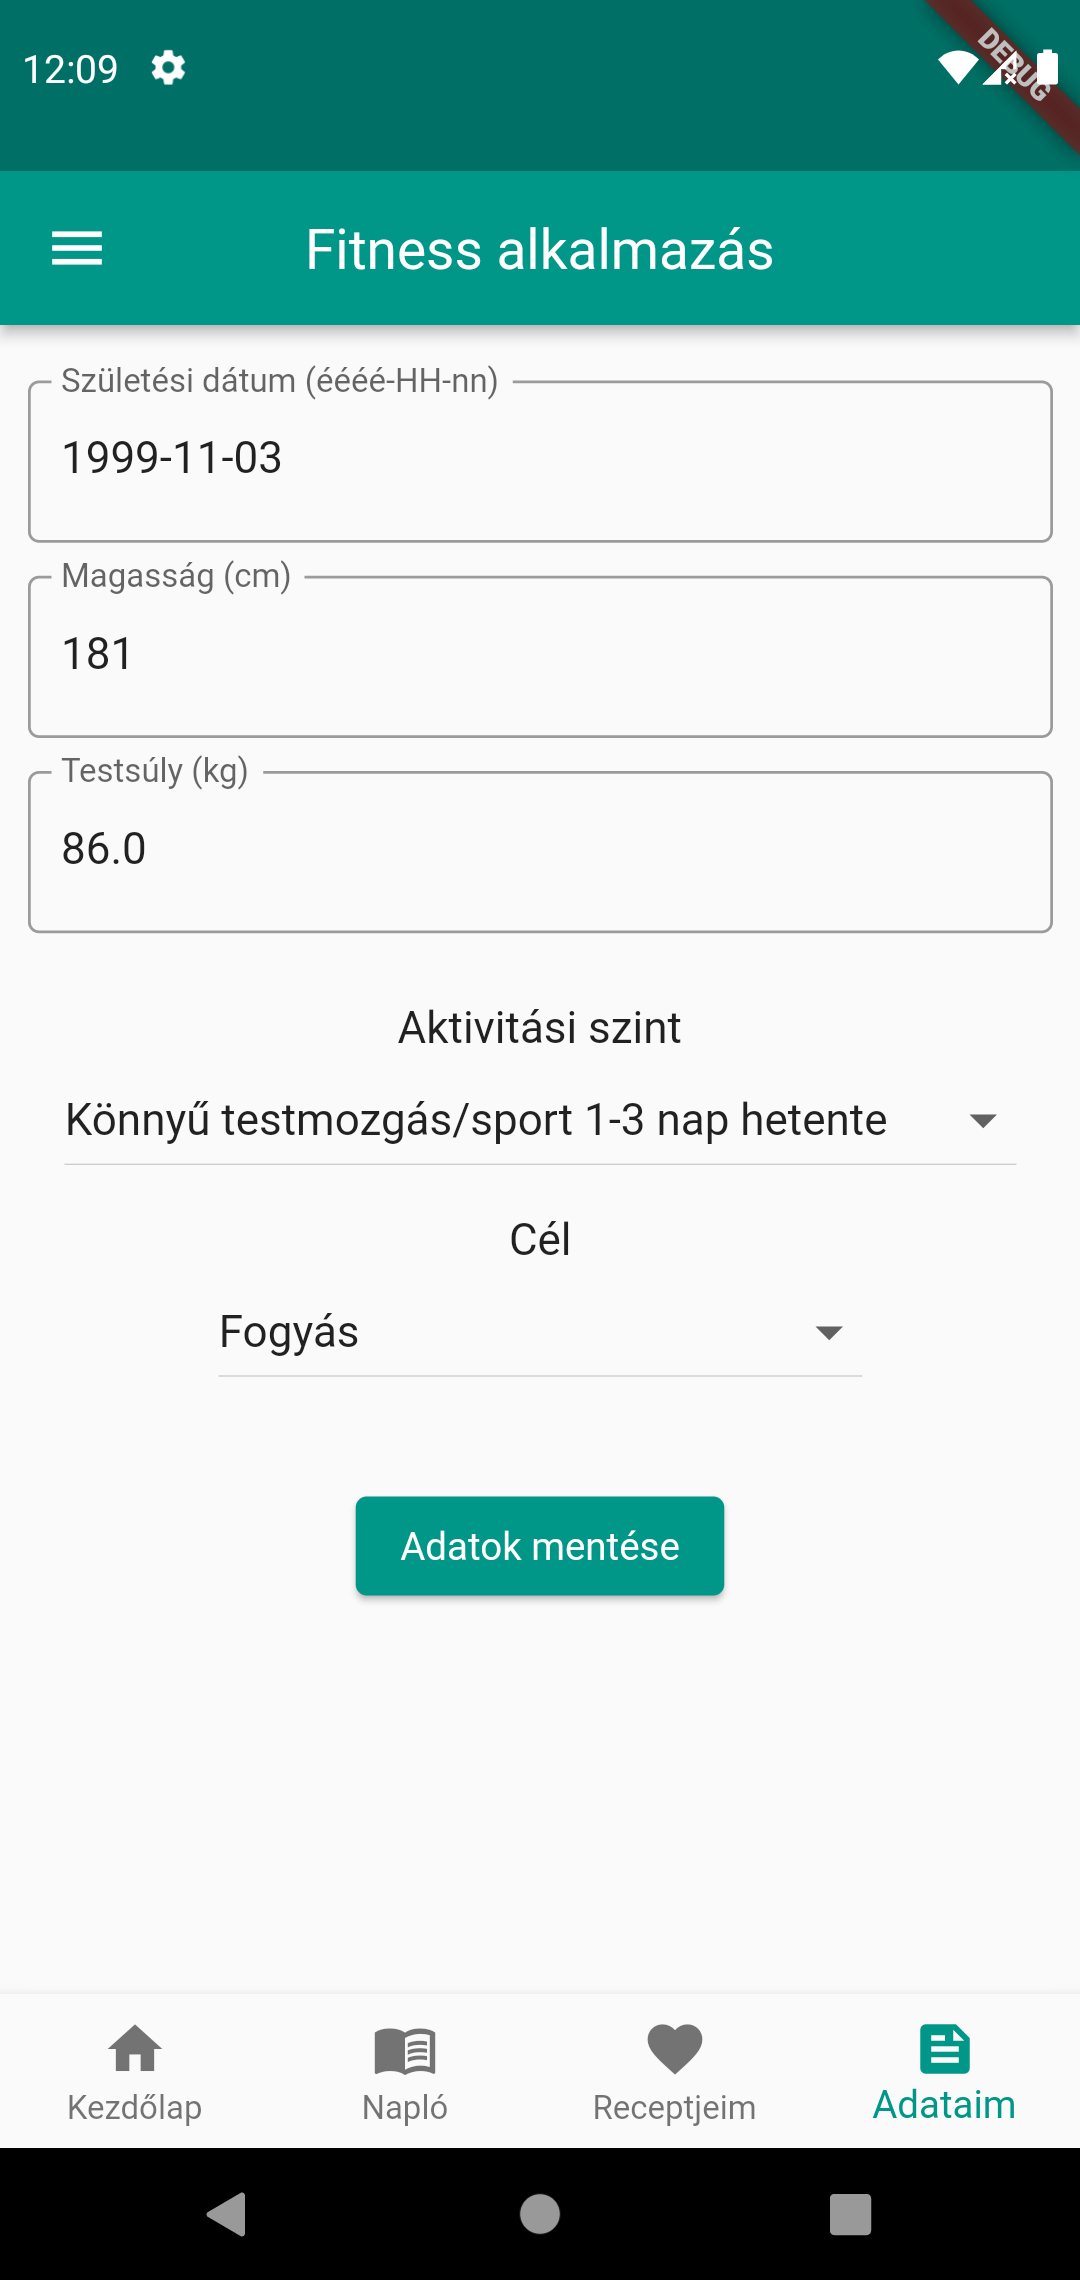 12:09
DEBUG
Fitness alkalmazás
Születési dátum (éééé-HH-nn)
1999-11-03
Magasság (cm)
181
Testsúly (kg)
86.0
Aktivitási szint
Könnyű testmozgás/sport 1-3 nap hetente
Cél
Fogyás
Adatok mentése
Kezdőlap
Napló
Receptjeim
Adataim